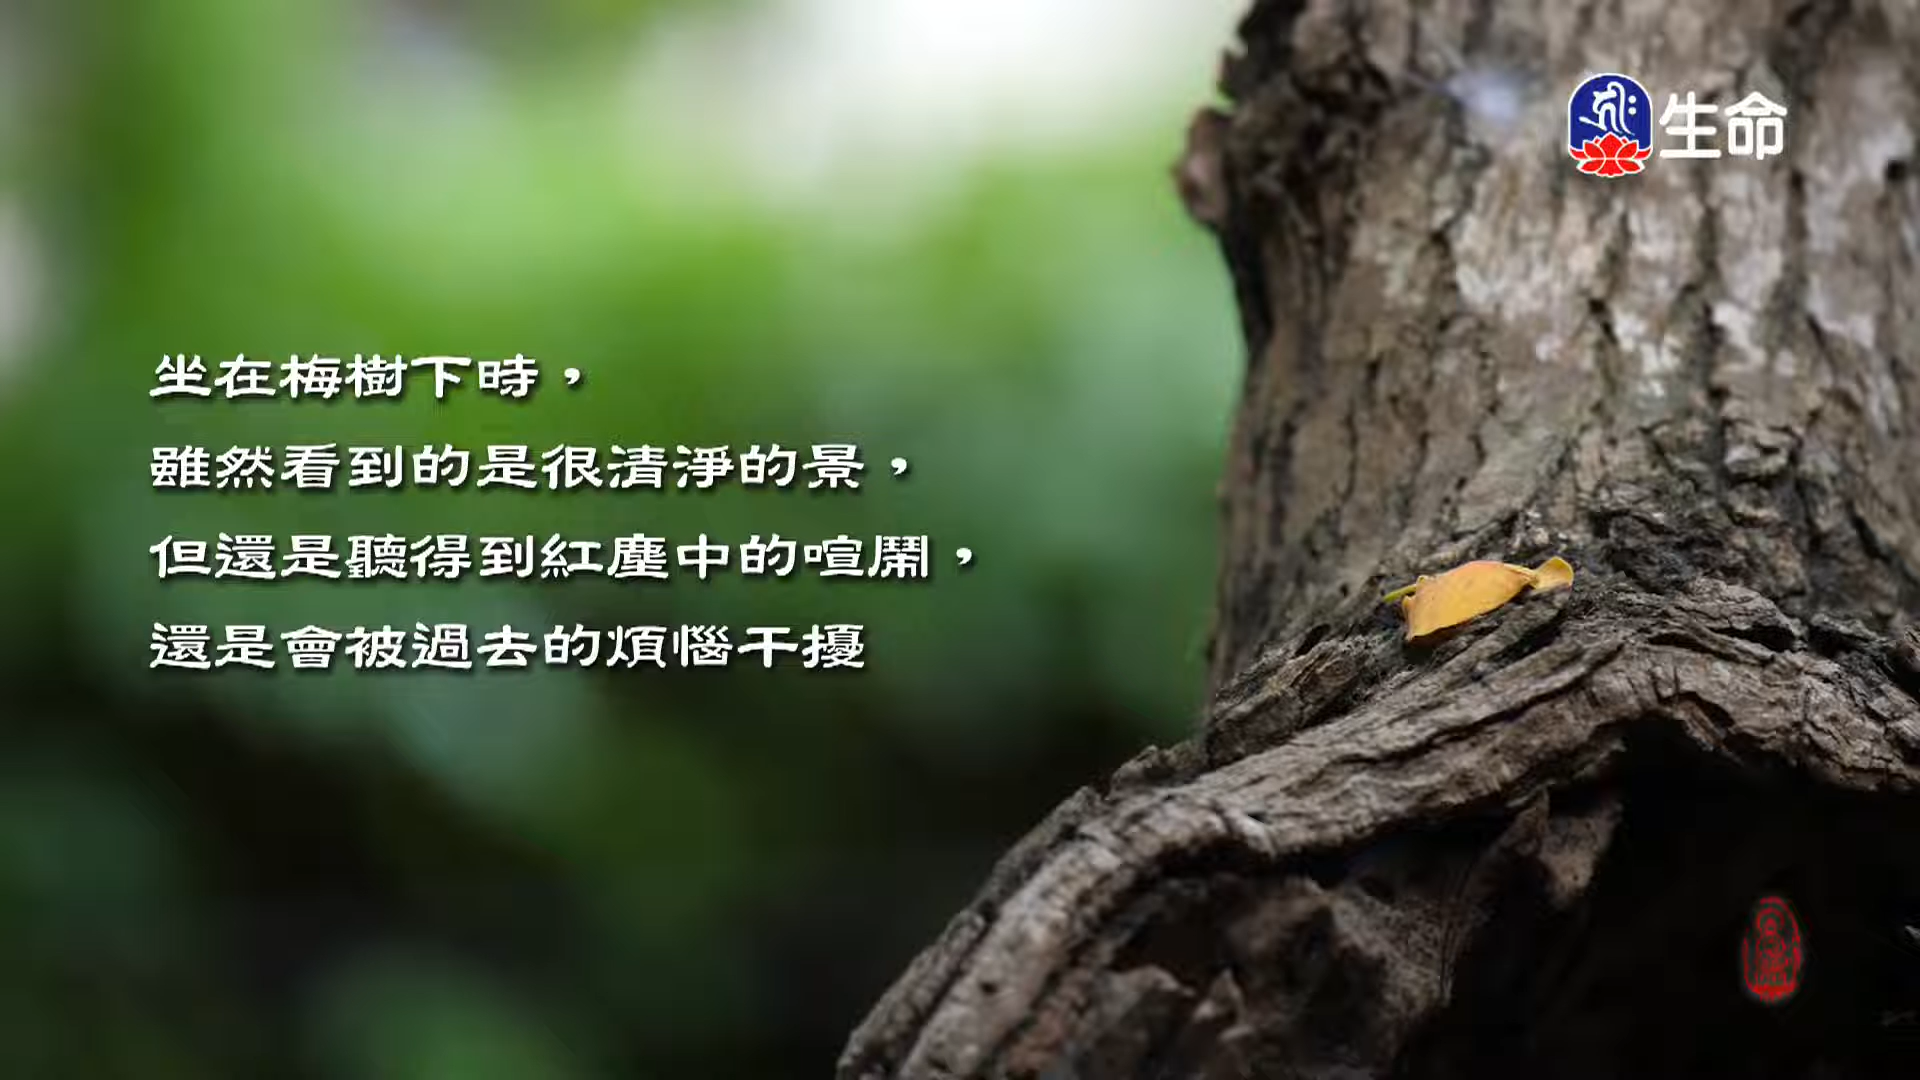 生命
坐在梅樹下時，
雖然看到的是很清淨的景，
但還是聽得到紅塵中的喧鬧，
還是會被過去的煩惱干擾